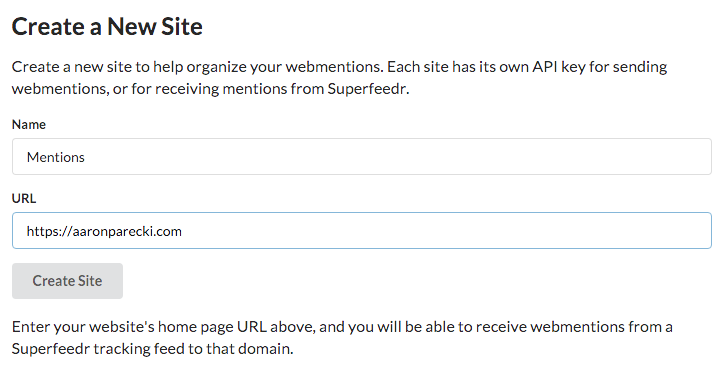 Create a New Site
Create a new site to help organize your webmentions. Each site has its own API key for sending
webmentions, or for receiving mentions from Superfeedr.
Name
Mentions
URL
https://aaronparecki.com
Create Site
Enter your website's home page URL above, and you will be able to receive webmentions from a
Superfeedr tracking feed to that domain.